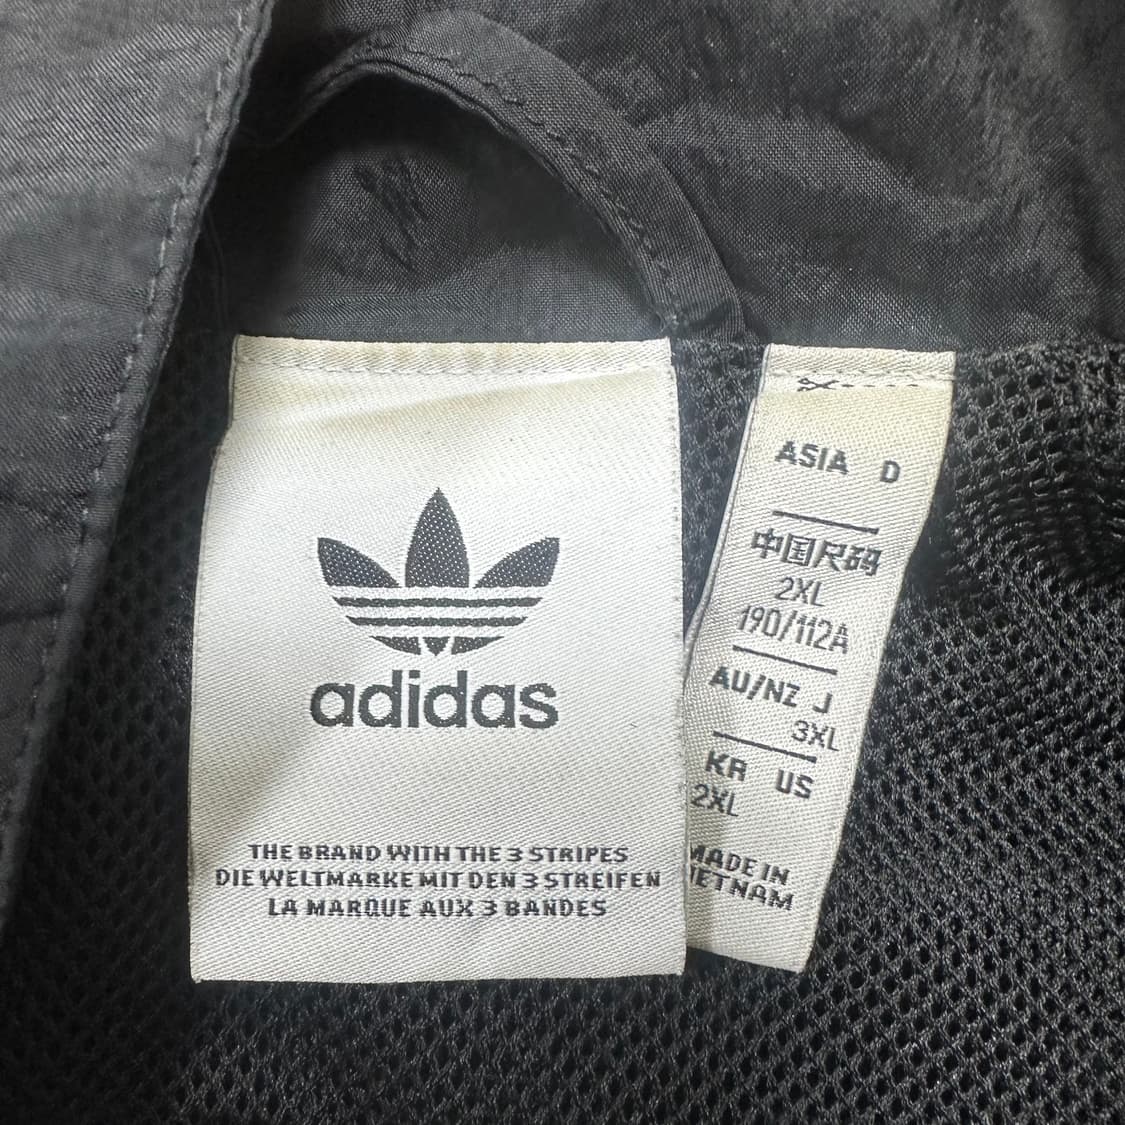 adidas
THE BRAND WITH THE 3 STRIPES
DIE WELTMARKE MIT DEN 3 STREIFEN
LA MARQUE AUX 3 BANDES
ASIA D
中国尺码
2XL
190/112A
AU/NZ J
3XL
KR US
2XL
MADE IN
VIETNAM